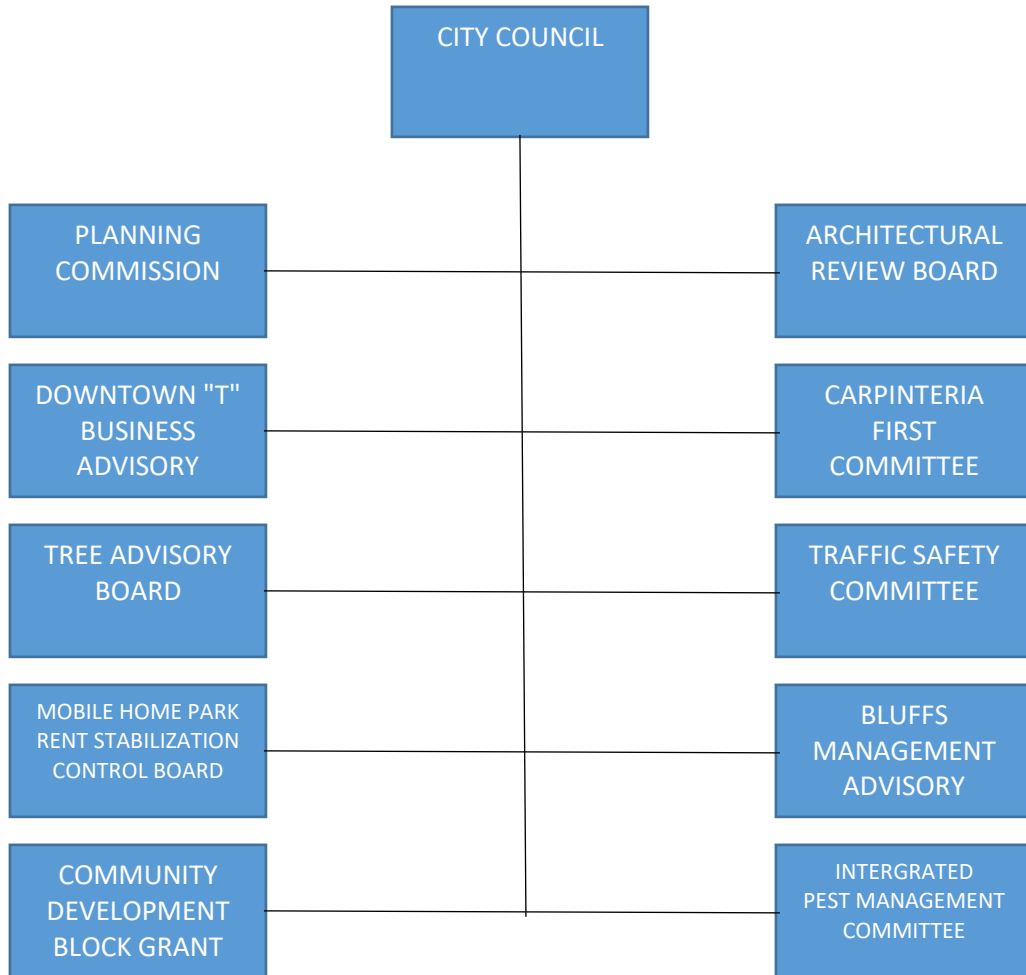 CITY COUNCIL
PLANNING
COMMISSION
ARCHITECTURAL
REVIEW BOARD
DOWNTOWN "T"
BUSINESS
ADVISORY
CARPINTERIA
FIRST
COMMITTEE
TREE ADVISORY
BOARD
TRAFFIC SAFETY
COMMITTEE
MOBILE HOME PARK
RENT STABILIZATION
CONTROL BOARD
BLUFFS
MANAGEMENT
ADVISORY
COMMUNITY
DEVELOPMENT
BLOCK GRANT
INTERGRATED
PEST MANAGEMENT
COMMITTEE